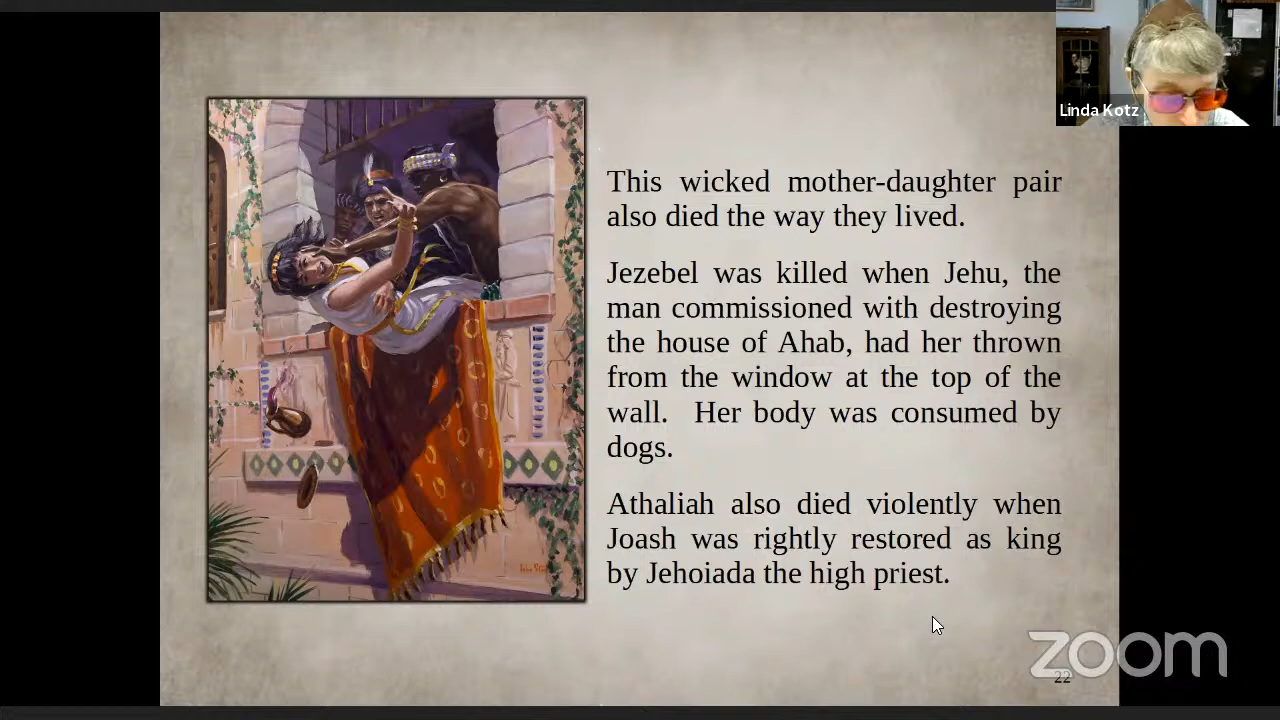 Linda Kotz
This wicked mother-daughter pair
also died the way they lived.
Jezebel was killed when Jehu, the
man commissioned with destroying
the house of Ahab, had her thrown
from the window at the top of the
wall. Her body was consumed by
dogs.
Athaliah also died violently when
Joash was rightly restored as king
by Jehoiada the high priest.
zoom
22